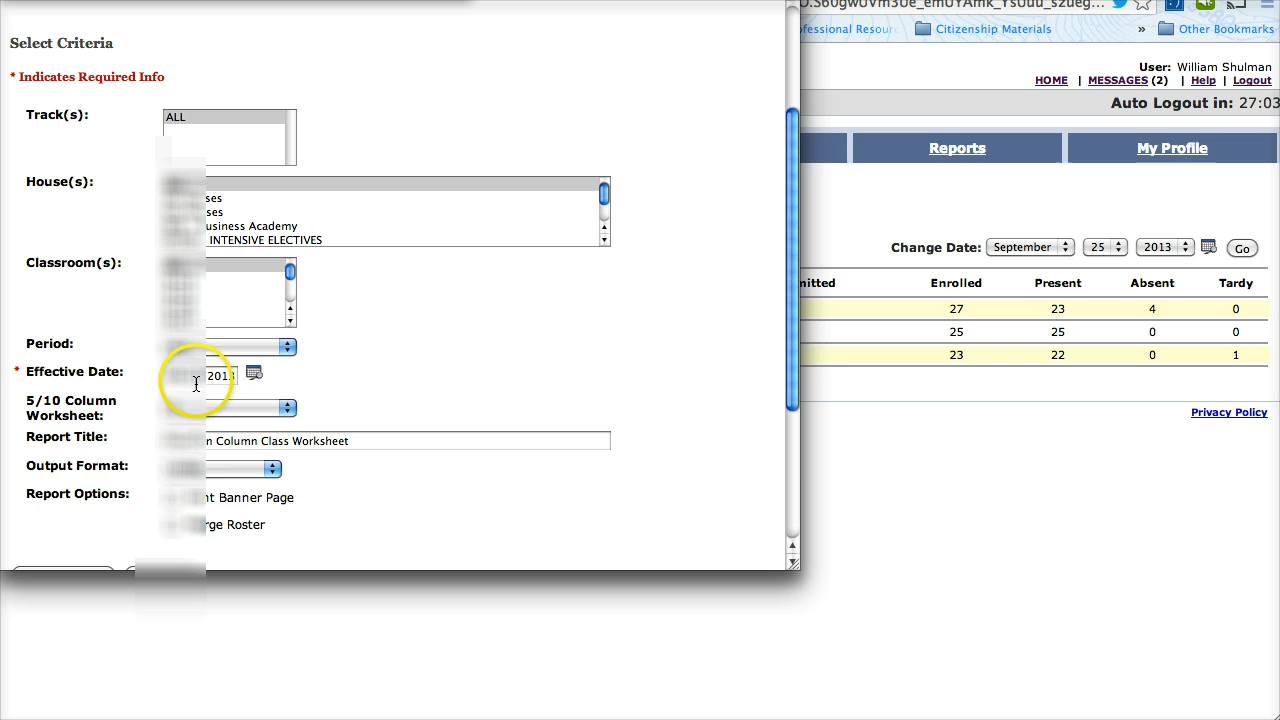 .S60gwUVm3Ue_emUYAmk_YsUuu_szueg...
Select Criteria
* Indicates Required Info
Track(s):
ALL
House(s):
usiness Academy
INTENSIVE ELECTIVES
Classroom(s):
Period:
* Effective Date:
201
5/10 Column
Worksheet:
Report Title:
n Column Class Worksheet
Output Format:
Report Options:
nt Banner Page
rge Roster
ofessional Resour
Citizenship Materials
»
Other Bookmarks
User: William Shulman
HOME | MESSAGES (2) | Help | Logout
Auto Logout in: 27:03
Reports
My Profile
Change Date: September 25 2013 Go
mitted Enrolled Present Absent Tardy
27 23 4 0
25 25 0 0
23 22 0 1
Privacy Policy